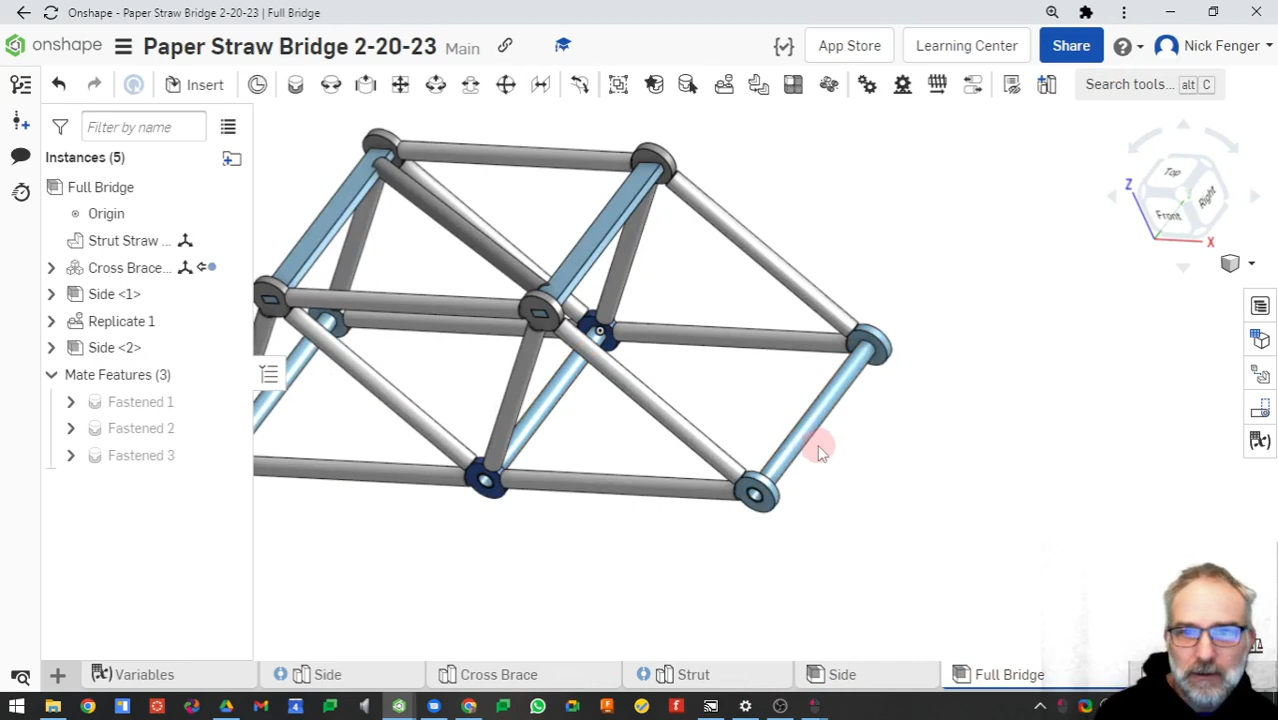 Onshape - Paper Straw Bridge 2-20-23 | Full Bridge
onshape Paper Straw Bridge 2-20-23 Main App Store Learning Center Share Nick Fenger
Insert Search tools... alt C
Filter by name
Instances (5)
Full Bridge
Origin
Strut Straw ...
Cross Brace...
Side <1>
Replicate 1
Side <2>
Mate Features (3)
Fastened 1
Fastened 2
Fastened 3
Top
Front
Right
Z
X
Variables Side Cross Brace Strut Side Full Bridge